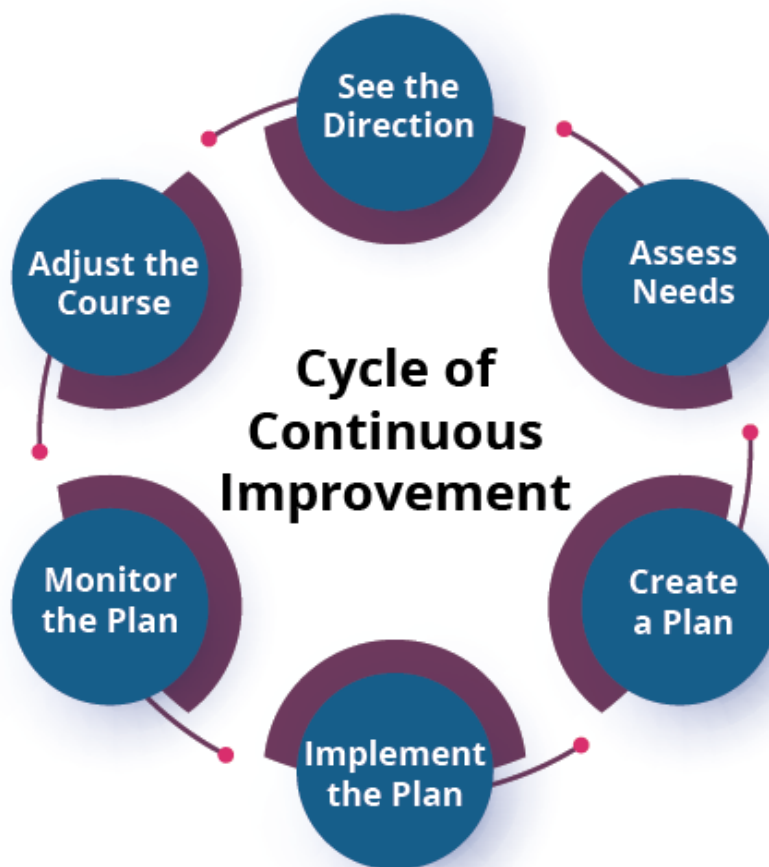 See the
Direction
Assess
Needs
Create
a Plan
Implement
the Plan
Monitor
the Plan
Adjust the
Course
Cycle of
Continuous
Improvement